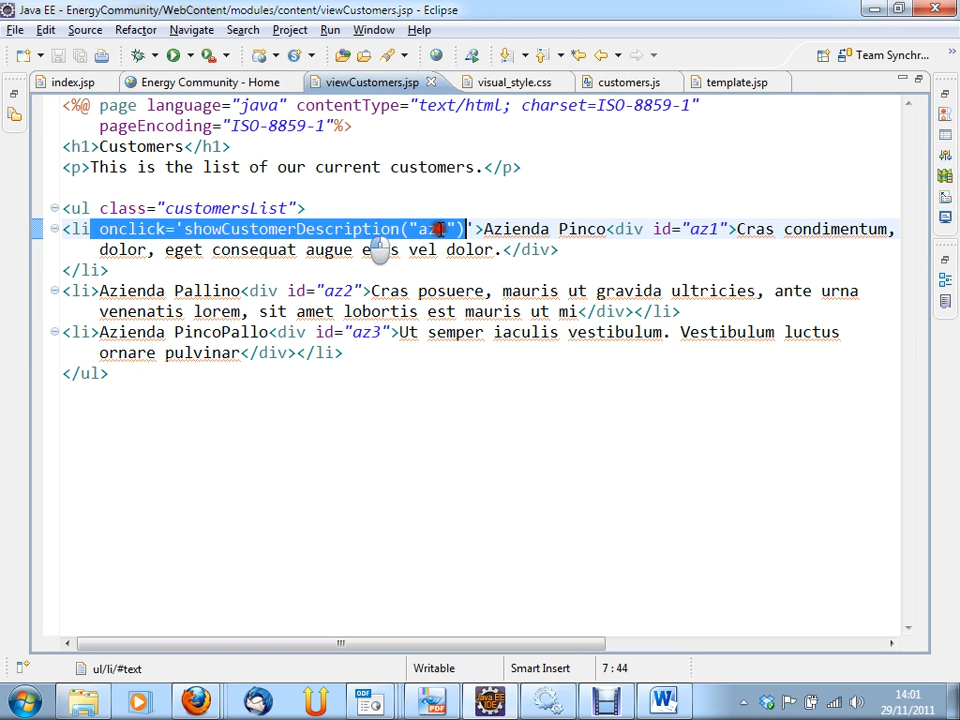 Java EE - EnergyCommunity/WebContent/modules/content/viewCustomers.jsp - Eclipse
File Edit Source Refactor Navigate Search Project Run Window Help
Team Synchr...
index.jsp Energy Community - Home viewCustomers.jsp visual_style.css customers.js template.jsp
<%@ page language="java" contentType="text/html; charset=ISO-8859-1"
pageEncoding="ISO-8859-1"%>
<h1>Customers</h1>
<p>This is the list of our current customers.</p>
<ul class="customersList">
<li onclick='showCustomerDescription("az1")'>Azienda Pinco<div id="az1">Cras condimentum,
dolor, eget consequat augue vel dolor.</div>
</li>
<li>Azienda Pallino<div id="az2">Cras posuere, mauris ut gravida ultricies, ante urna
venenatis lorem, sit amet lobortis est mauris ut mi</div></li>
<li>Azienda PincoPallo<div id="az3">Ut semper iaculis vestibulum. Vestibulum luctus
ornare pulvinar</div></li>
</ul>
ul/li/#text Writable Smart Insert 7 : 44
ODF PDF Java EE IDE W
14:01
29/11/2011